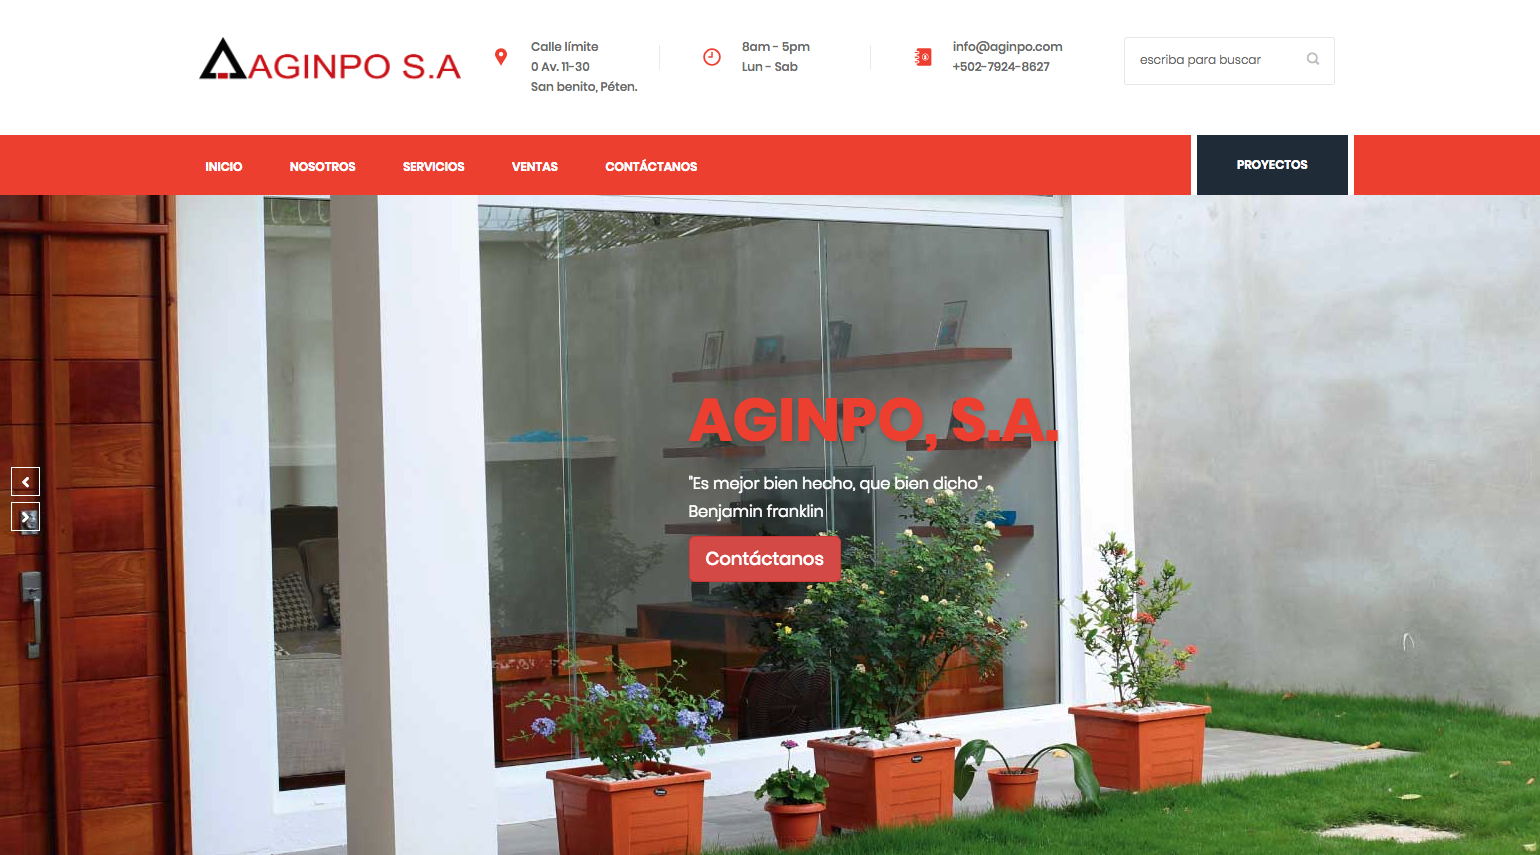 AGINPO S.A
Calle límite
0 Av. 11-30
San benito, Péten.
8am - 5pm
Lun - Sab
info@aginpo.com
+502-7924-8627
escriba para buscar
INICIO
NOSOTROS
SERVICIOS
VENTAS
CONTÁCTANOS
PROYECTOS
AGINPO, S.A.
"Es mejor bien hecho, que bien dicho"
Benjamin franklin
Contáctanos